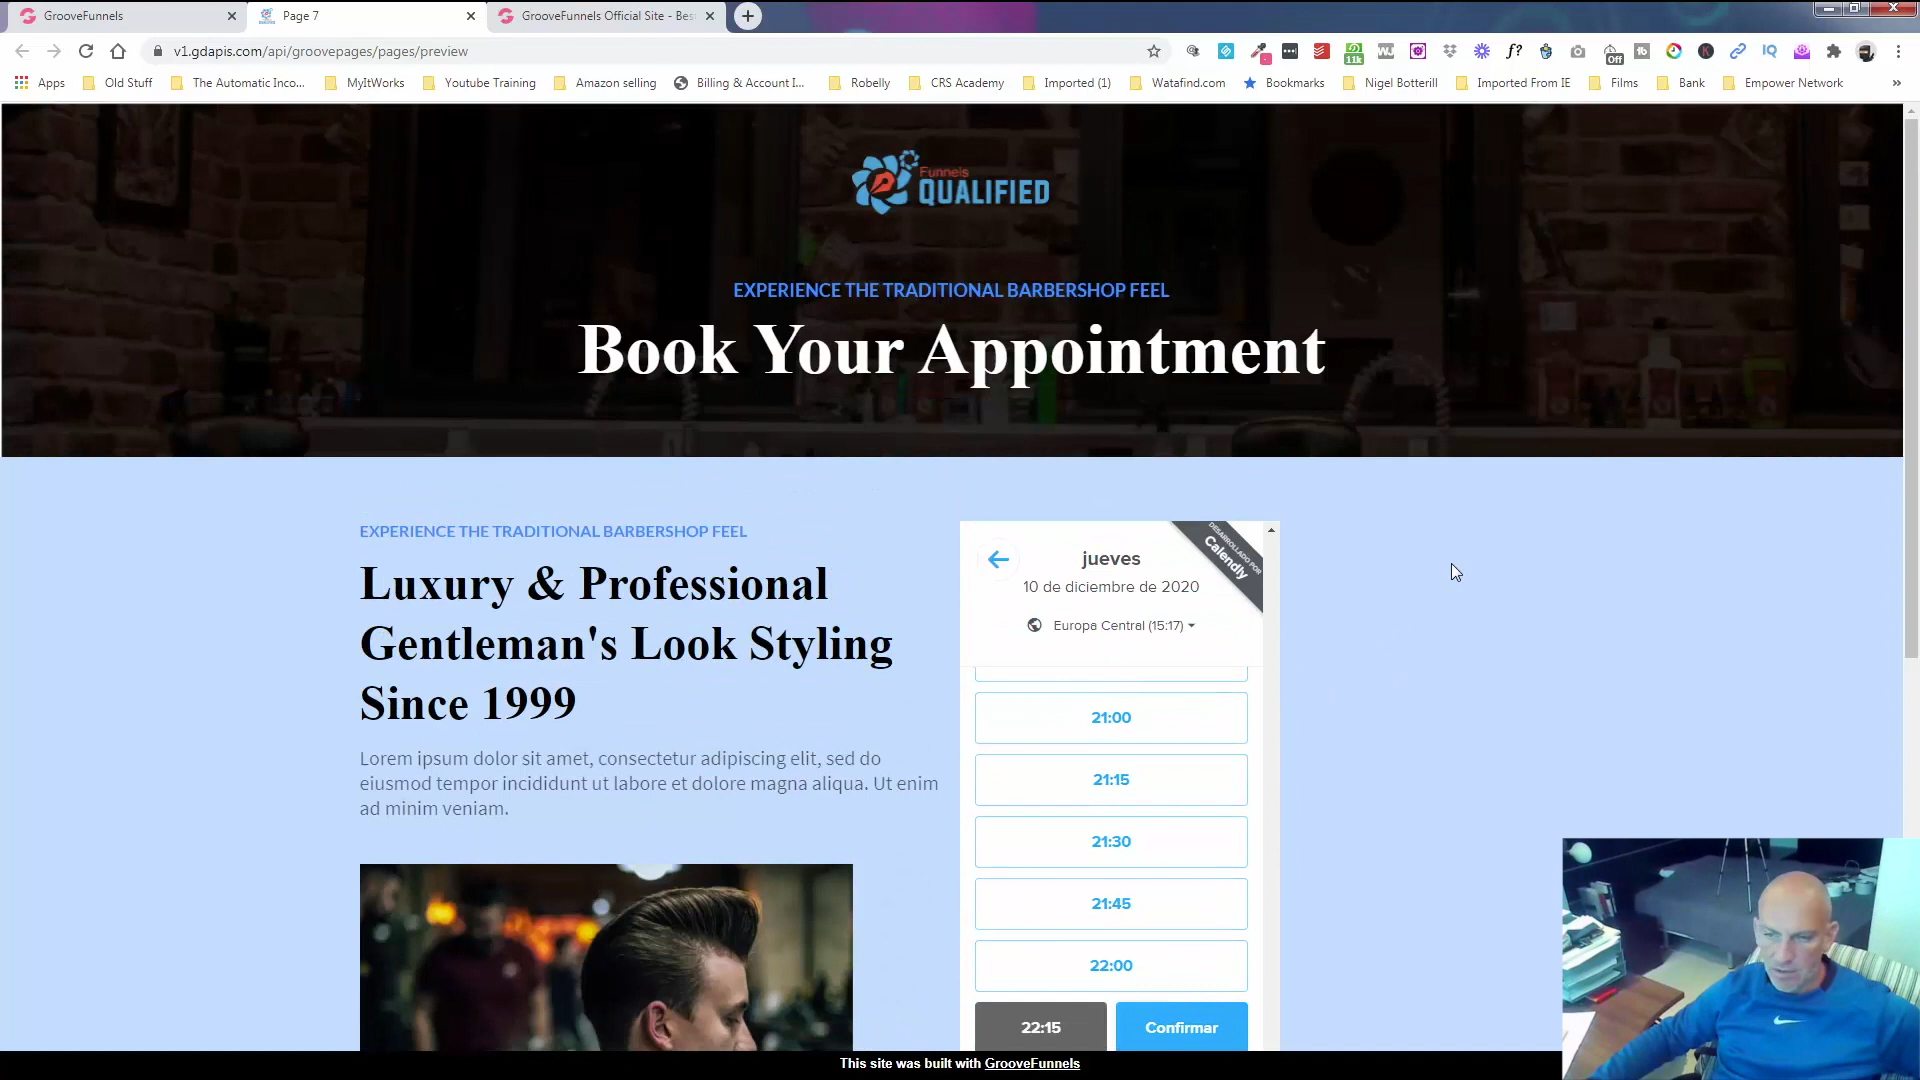 GrooveFunnels
Page 7
GrooveFunnels Official Site - Bes
v1.gdapis.com/api/groovepages/pages/preview
11k
Off
Apps
Old Stuff
The Automatic Inco...
MyItWorks
Youtube Training
Amazon selling
Billing & Account I...
Robelly
CRS Academy
Imported (1)
Watafind.com
Bookmarks
Nigel Botterill
Imported From IE
Films
Bank
Empower Network
Funnels
QUALIFIED
EXPERIENCE THE TRADITIONAL BARBERSHOP FEEL
Book Your Appointment
EXPERIENCE THE TRADITIONAL BARBERSHOP FEEL
Luxury & Professional
Gentleman's Look Styling
Since 1999
Lorem ipsum dolor sit amet, consectetur adipiscing elit, sed do
eiusmod tempor incididunt ut labore et dolore magna aliqua. Ut enim
ad minim veniam.
DESARROLLADO POR
Calendly
jueves
10 de diciembre de 2020
Europa Central (15:17)
21:00
21:15
21:30
21:45
22:00
22:15
Confirmar
This site was built with GrooveFunnels